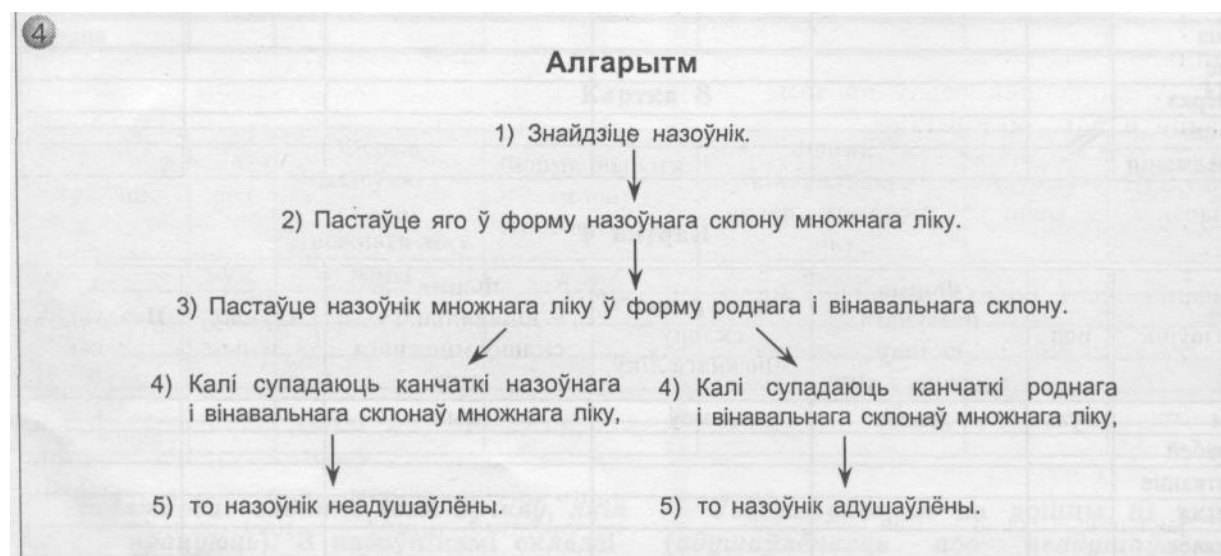 4
Алгарытм
1) Знайдзіце назоўнік.
2) Пастаўце яго ў форму назоўнага склону множнага ліку.
3) Пастаўце назоўнік множнага ліку ў форму роднага і вінавальнага склону.
4) Калі супадаюць канчаткі назоўнага
і вінавальнага склонаў множнага ліку,
5) то назоўнік неадушаўлёны.
4) Калі супадаюць канчаткі роднага
і вінавальнага склонаў множнага ліку,
5) то назоўнік адушаўлёны.